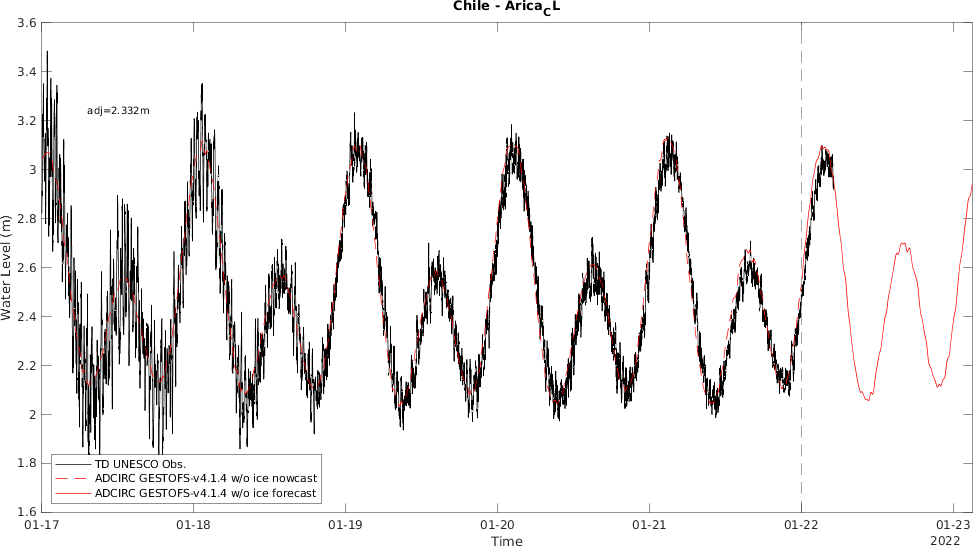 Chile - Arica_CL
3.6
3.4
3.2
3
2.8
2.6
2.4
2.2
2
1.8
1.6
Water Level (m)
adj=2.332m
TD UNESCO Obs.
ADCIRC GESTOFS-v4.1.4 w/o ice nowcast
ADCIRC GESTOFS-v4.1.4 w/o ice forecast
01-17 01-18 01-19 01-20 01-21 01-22 01-23
Time
2022